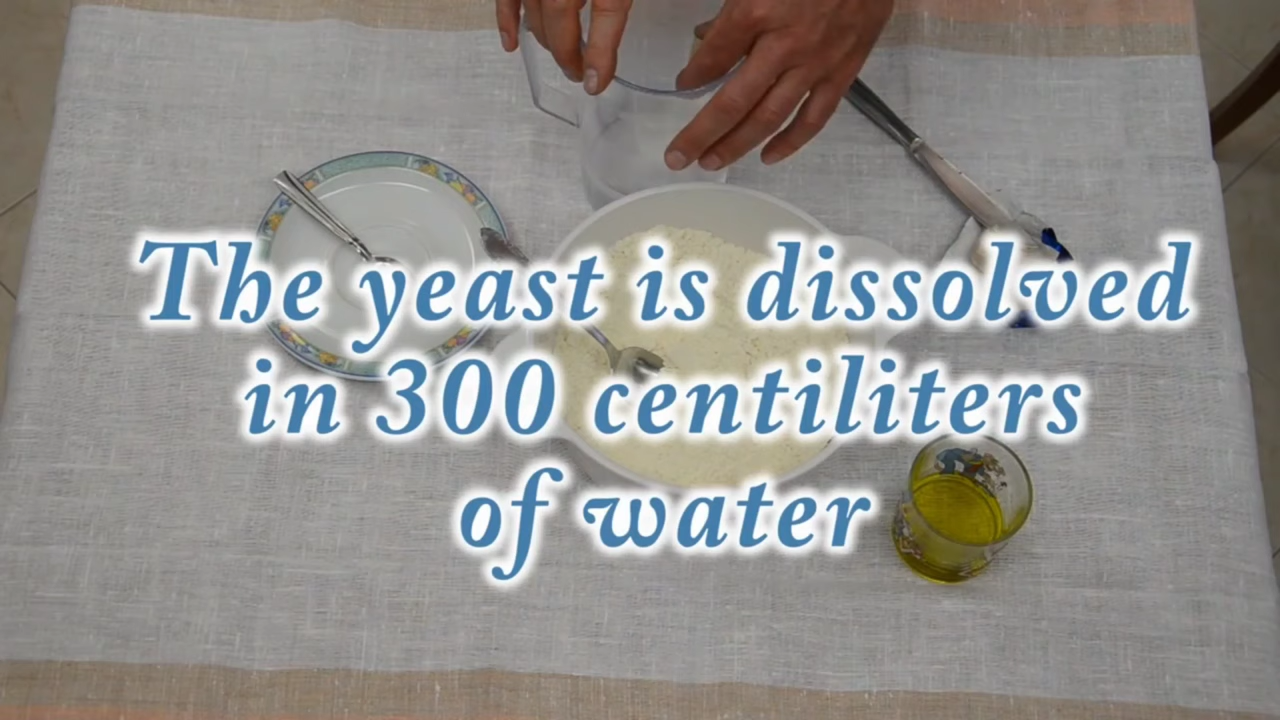 The yeast is dissolved
in 300 centiliters
of water